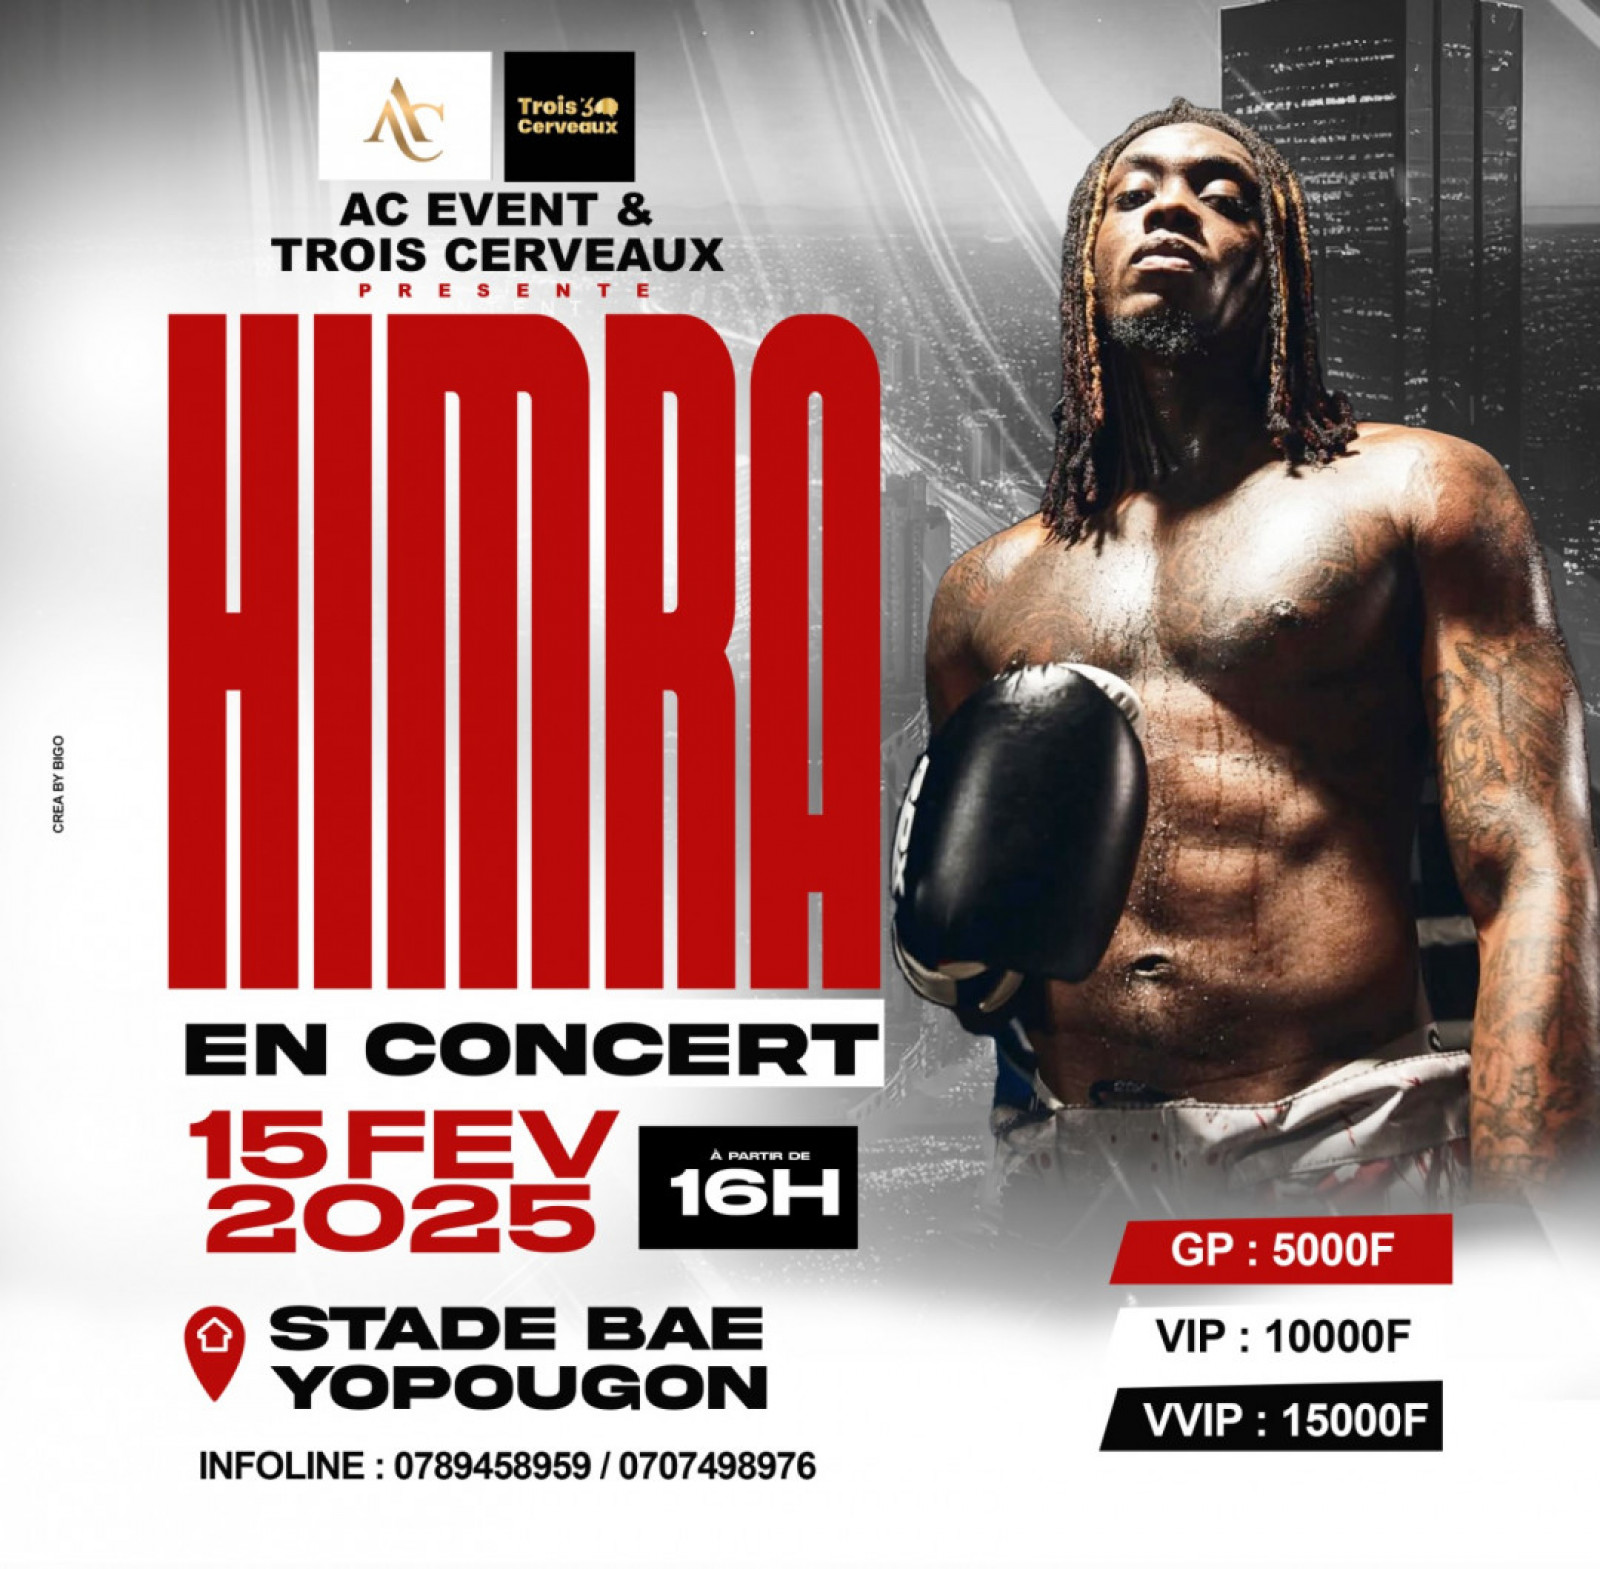 AC
Trois 3
Cerveaux
AC EVENT &
TROIS CERVEAUX
PRESENTE
HIMRA
EN CONCERT
15 FEV
2025
À PARTIR DE
16H
STADE BAE
YOPOUGON
INFOLINE : 0789458959 / 0707498976
GP : 5000F
VIP : 10000F
VVIP : 15000F
CREA BY BIGO